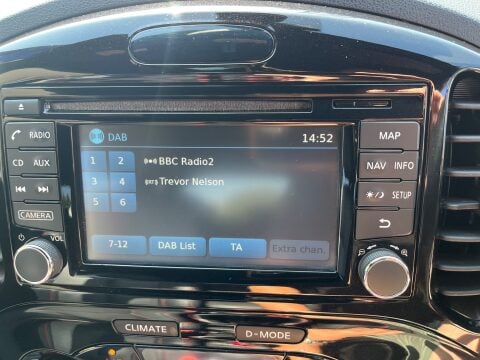 DAB 14:52
RADIO
MAP
1 2 BBC Radio2
CD AUX
NAV INFO
3 4 Trevor Nelson
SETUP
5 6
CAMERA
VOL
7-12 DAB List TA Extra chan.
CLIMATE D-MODE